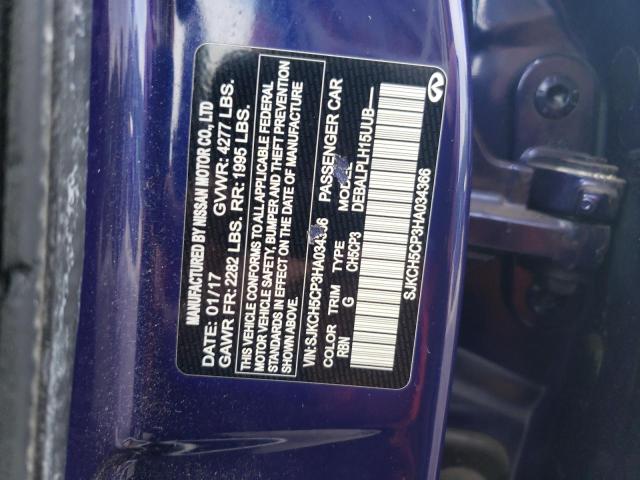 MANUFACTURED BY NISSAN MOTOR CO., LTD
DATE: 01/17 GVWR: 4277 LBS.
GAWR FR: 2282 LBS. RR: 1995 LBS.
THIS VEHICLE CONFORMS TO ALL APPLICABLE FEDERAL
MOTOR VEHICLE SAFETY, BUMPER AND THEFT PREVENTION
STANDARDS IN EFFECT ON THE DATE OF MANUFACTURE
SHOWN ABOVE.
VIN:SJKCH5CP3HA034366 PASSENGER CAR
COLOR TRIM TYPE MODEL
RBN G CH5CP3 DEBALPLH15UUB
SJKCH5CP3HA034366